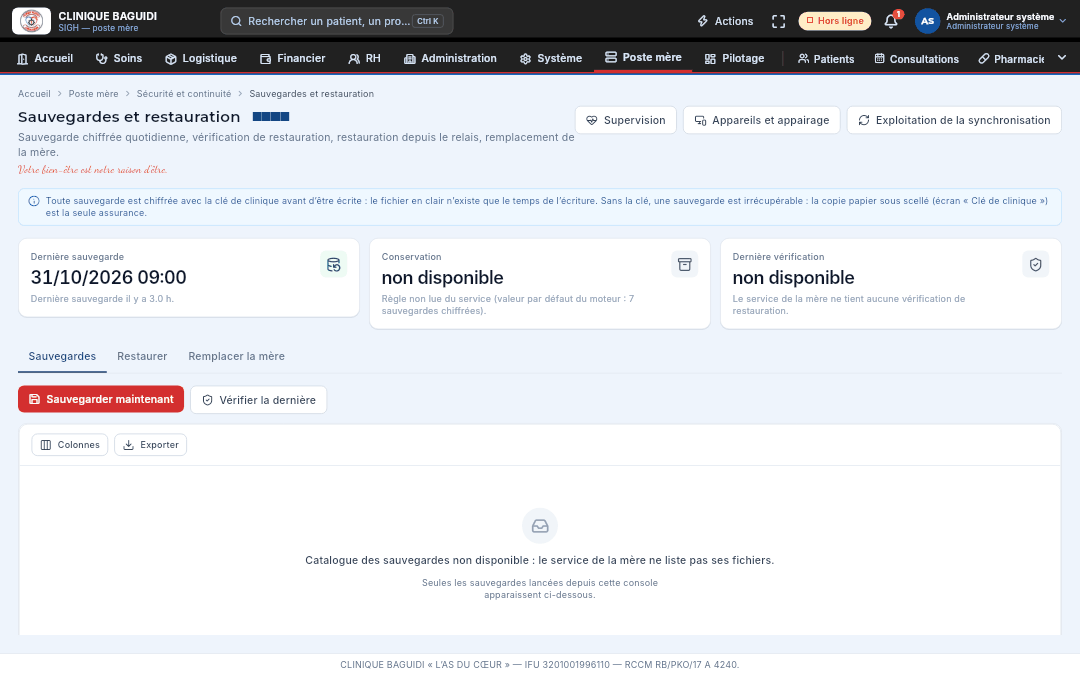 CLINIQUE BAGUIDI
SIGH — poste mère
Rechercher un patient, un pro... Ctrl K
Actions
Hors ligne
1
AS
Administrateur système
Administrateur système
Accueil
Soins
Logistique
Financier
RH
Administration
Système
Poste mère
Pilotage
Patients
Consultations
Pharmacie
Accueil > Poste mère > Sécurité et continuité > Sauvegardes et restauration
Sauvegardes et restauration
Sauvegarde chiffrée quotidienne, vérification de restauration, restauration depuis le relais, remplacement de
la mère.
Votre bien-être est notre raison d'être.
Supervision
Appareils et appairage
Exploitation de la synchronisation
Toute sauvegarde est chiffrée avec la clé de clinique avant d'être écrite : le fichier en clair n'existe que le temps de l'écriture. Sans la clé, une sauvegarde est irrécupérable : la copie papier sous scellé (écran « Clé de clinique »)
est la seule assurance.
Dernière sauvegarde
31/10/2026 09:00
Dernière sauvegarde il y a 3.0 h.
Conservation
non disponible
Règle non lue du service (valeur par défaut du moteur : 7
sauvegardes chiffrées).
Dernière vérification
non disponible
Le service de la mère ne tient aucune vérification de
restauration.
Sauvegardes
Restaurer
Remplacer la mère
Sauvegarder maintenant
Vérifier la dernière
Colonnes
Exporter
Catalogue des sauvegardes non disponible : le service de la mère ne liste pas ses fichiers.
Seules les sauvegardes lancées depuis cette console
apparaissent ci-dessous.
CLINIQUE BAGUIDI « L'AS DU CŒUR » — IFU 3201001996110 — RCCM RB/PKO/17 A 4240.